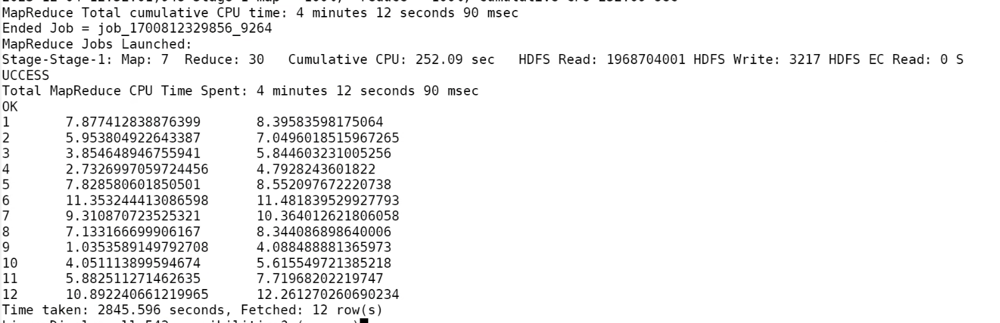 MapReduce Total cumulative CPU time: 4 minutes 12 seconds 90 msec
Ended Job = job_1700812329856_9264
MapReduce Jobs Launched:
Stage-Stage-1: Map: 7  Reduce: 30   Cumulative CPU: 252.09 sec   HDFS Read: 1968704001 HDFS Write: 3217 HDFS EC Read: 0 S
UCCESS
Total MapReduce CPU Time Spent: 4 minutes 12 seconds 90 msec
OK
1	7.877412838876399	8.39583598175064
2	5.953804922643387	7.0496018515967265
3	3.854648946755941	5.844603231005256
4	2.7326997059724456	4.7928243601822
5	7.828580601850501	8.552097672220738
6	11.353244413086598	11.481839529927793
7	9.310870723525321	10.364012621806058
8	7.133166699906167	8.344086898640006
9	1.0353589149792708	4.088488881365973
10	4.051113899594674	5.615549721385218
11	5.882511271462635	7.71968202219747
12	10.892240661219965	12.261270260690234
Time taken: 2845.596 seconds, Fetched: 12 row(s)